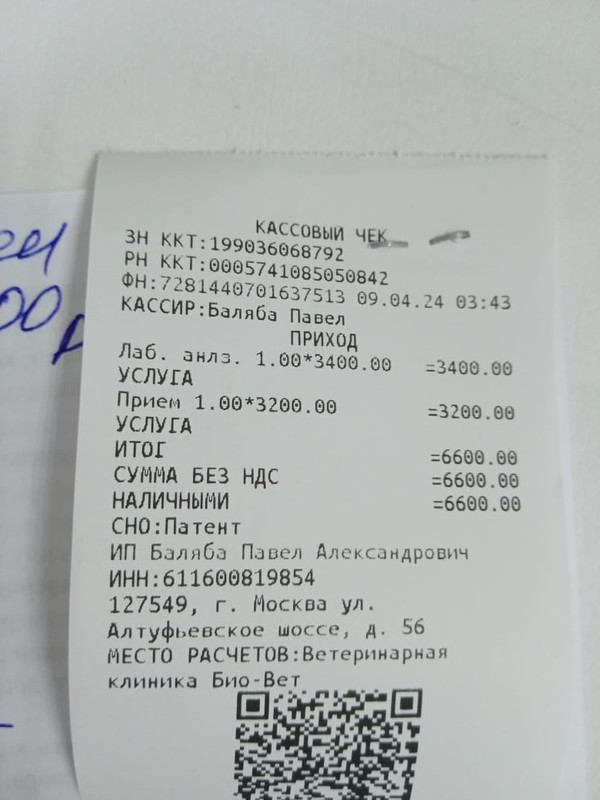 КАССОВЫЙ ЧЕК
ЗН ККТ:199036068792
РН ККТ:0005741085050842
ФН:7281440701637513 09.04.24 03:43
КАССИР:Баляба Павел
ПРИХОД
Лаб. анлз. 1.00*3400.00 =3400.00
УСЛУГА
Прием 1.00*3200.00 =3200.00
УСЛУГА
ИТОГ =6600.00
СУММА БЕЗ НДС =6600.00
НАЛИЧНЫМИ =6600.00
СНО:Патент
ИП Баляба Павел Александрович
ИНН:611600819854
127549, г. Москва ул.
Алтуфьевское шоссе, д. 56
МЕСТО РАСЧЕТОВ:Ветеринарная
клиника Био-Вет